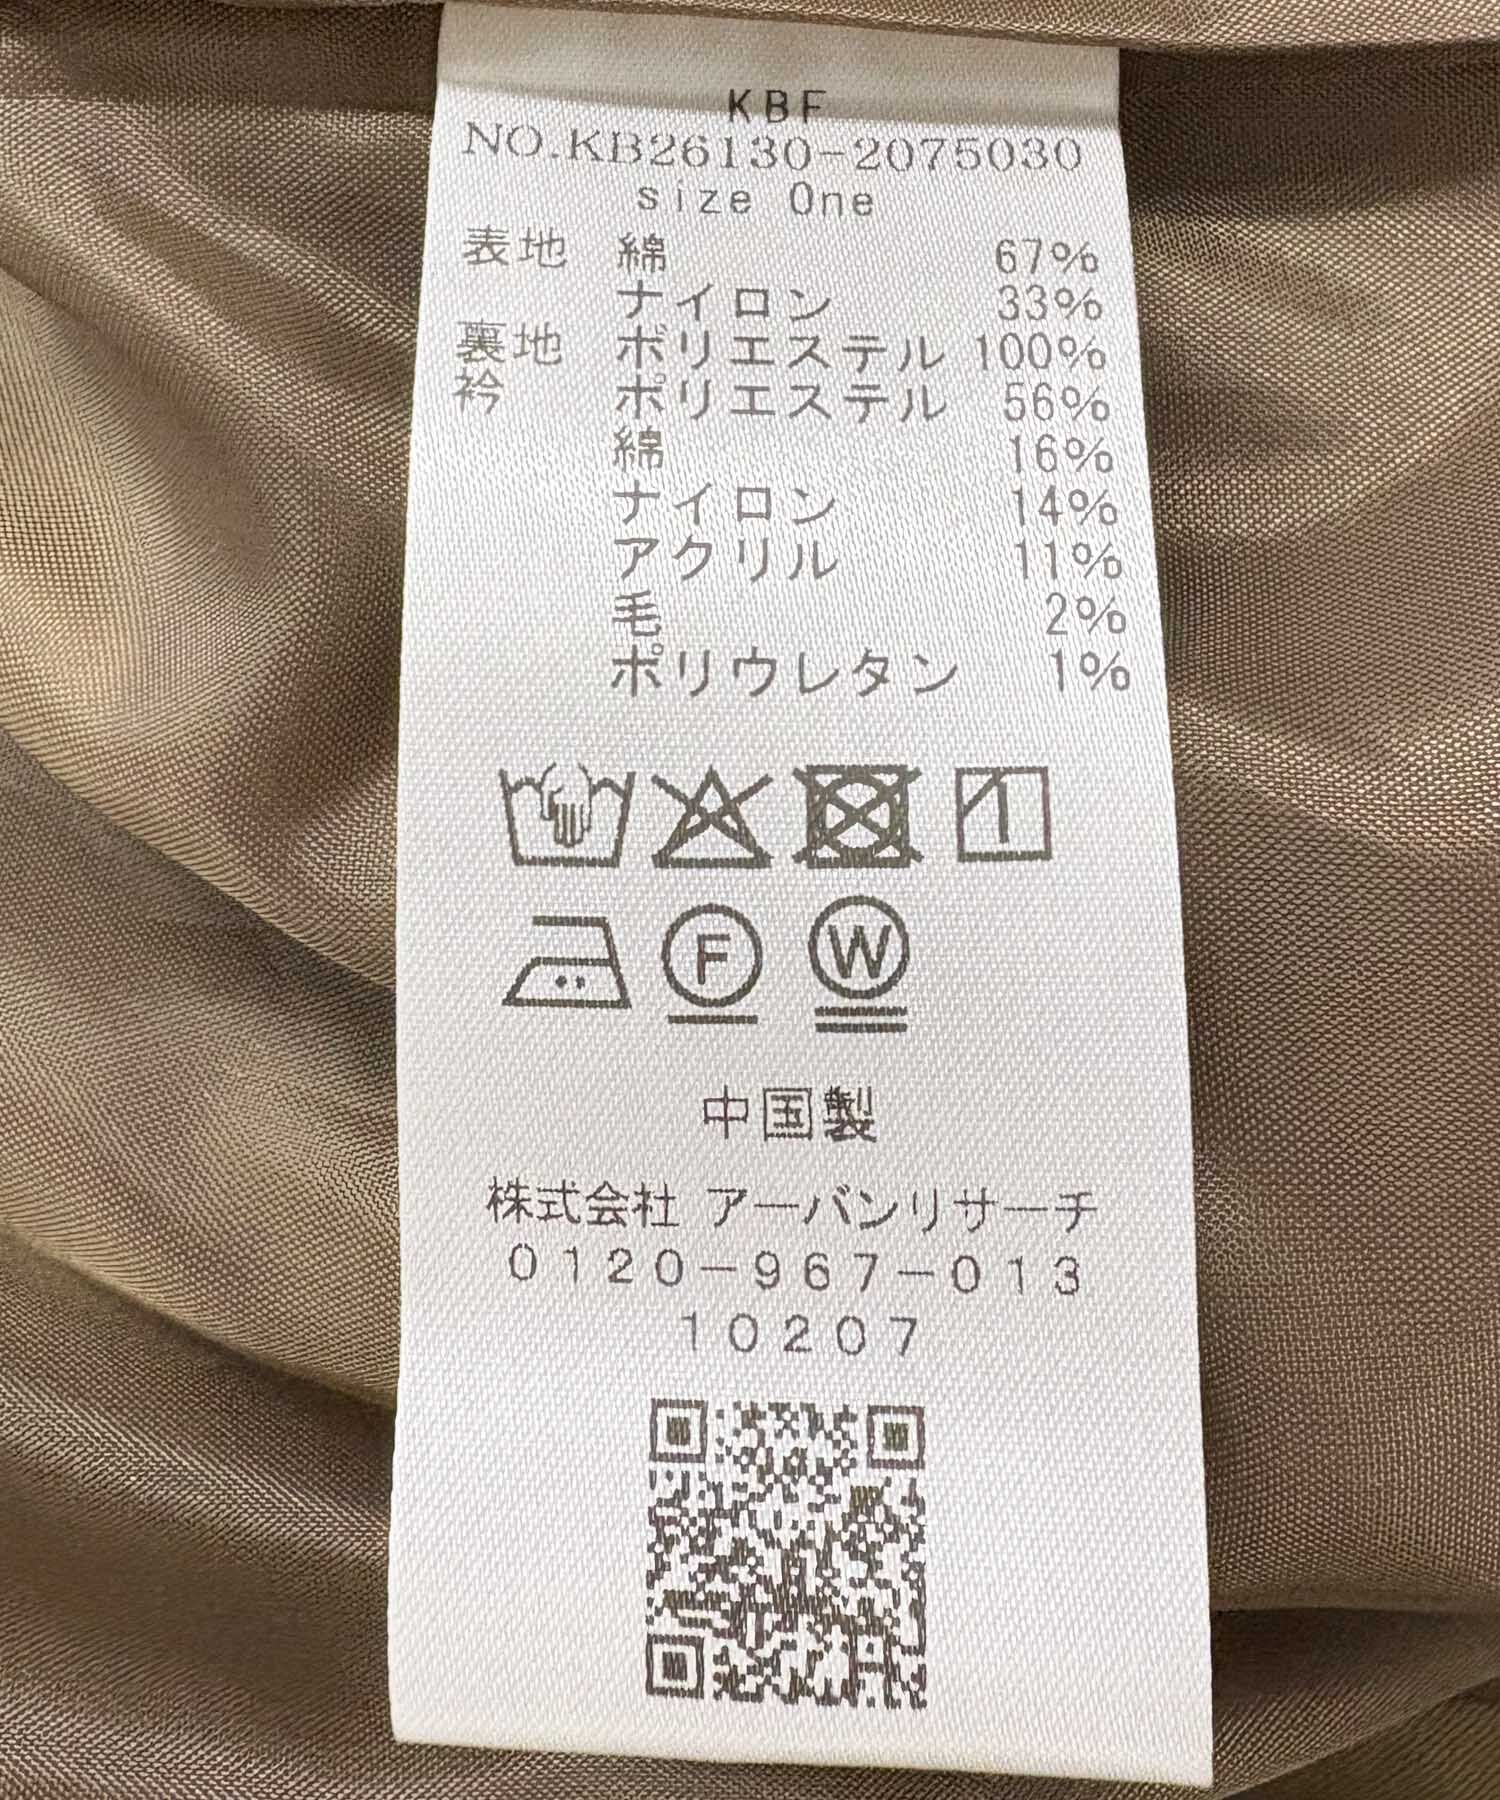 KBF
NO.KB26130-2075030
size One
表地 綿 67%
ナイロン 33%
裏地 ポリエステル 100%
衿 ポリエステル 56%
綿 16%
ナイロン 14%
アクリル 11%
毛 2%
ポリウレタン 1%
1
F W
中国製
株式会社 アーバンリサーチ
0120-967-013
10207